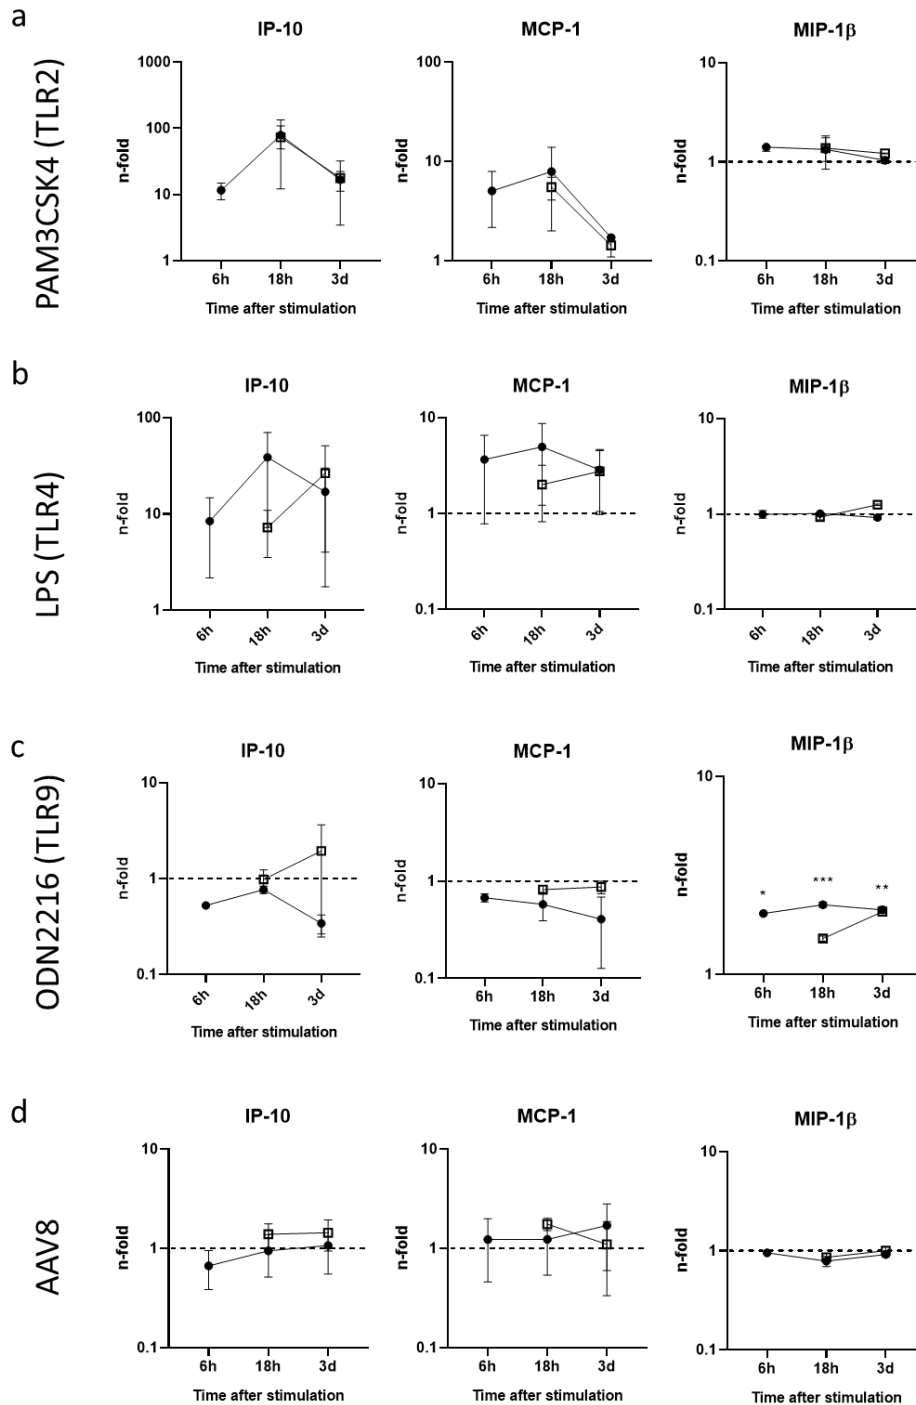 a
PAM3CSK4 (TLR2)
IP-10
n-fold
1000
100
10
1
6h
18h
3d
Time after stimulation
MCP-1
n-fold
100
10
1
6h
18h
3d
Time after stimulation
MIP-1β
n-fold
10
1
0.1
6h
18h
3d
Time after stimulation
b
LPS (TLR4)
IP-10
n-fold
100
10
1
6h
18h
3d
Time after stimulation
MCP-1
n-fold
10
1
0.1
6h
18h
3d
Time after stimulation
MIP-1β
n-fold
10
1
0.1
6h
18h
3d
Time after stimulation
c
ODN2216 (TLR9)
IP-10
n-fold
10
1
0.1
6h
18h
3d
Time after stimulation
MCP-1
n-fold
10
1
0.1
6h
18h
3d
Time after stimulation
MIP-1β
n-fold
10
1
*
***
**
6h
18h
3d
Time after stimulation
d
AAV8
IP-10
n-fold
10
1
0.1
6h
18h
3d
Time after stimulation
MCP-1
n-fold
10
1
0.1
6h
18h
3d
Time after stimulation
MIP-1β
n-fold
10
1
0.1
6h
18h
3d
Time after stimulation